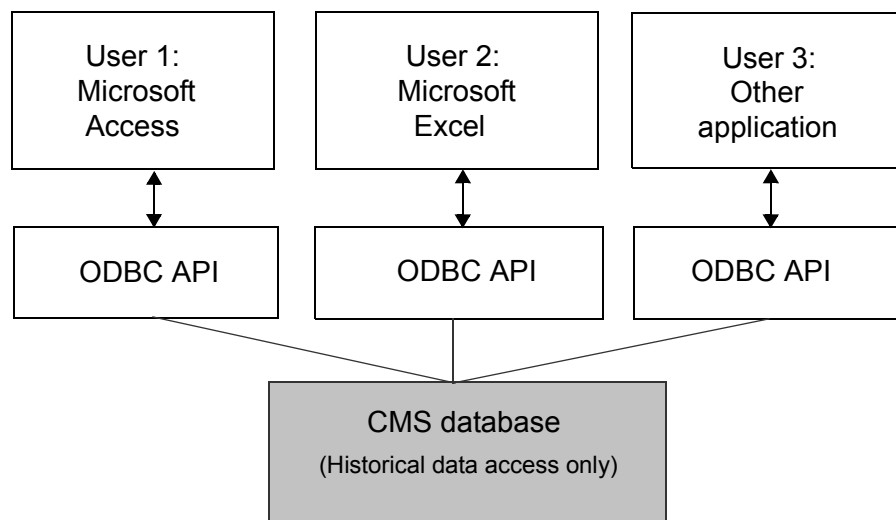 User 1:
Microsoft
Access
User 2:
Microsoft
Excel
User 3:
Other
application
ODBC API
ODBC API
ODBC API
CMS database
(Historical data access only)